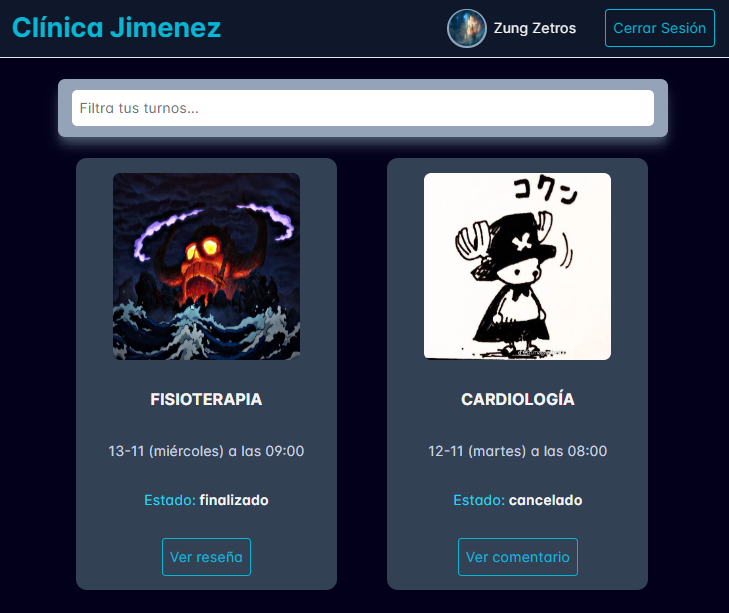 Clínica Jimenez
Zung Zetros
Cerrar Sesión
Filtra tus turnos...
コクン
FISIOTERAPIA
CARDIOLOGÍA
13-11 (miércoles) a las 09:00
12-11 (martes) a las 08:00
Estado: finalizado
Estado: cancelado
Ver reseña
Ver comentario